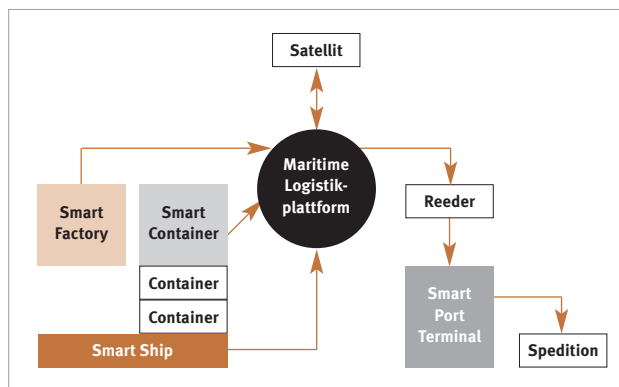 Satellit
Maritime
Logistik-
plattform
Smart
Factory
Smart
Container
Reeder
Container
Container
Smart
Port
Terminal
Smart Ship
Spedition